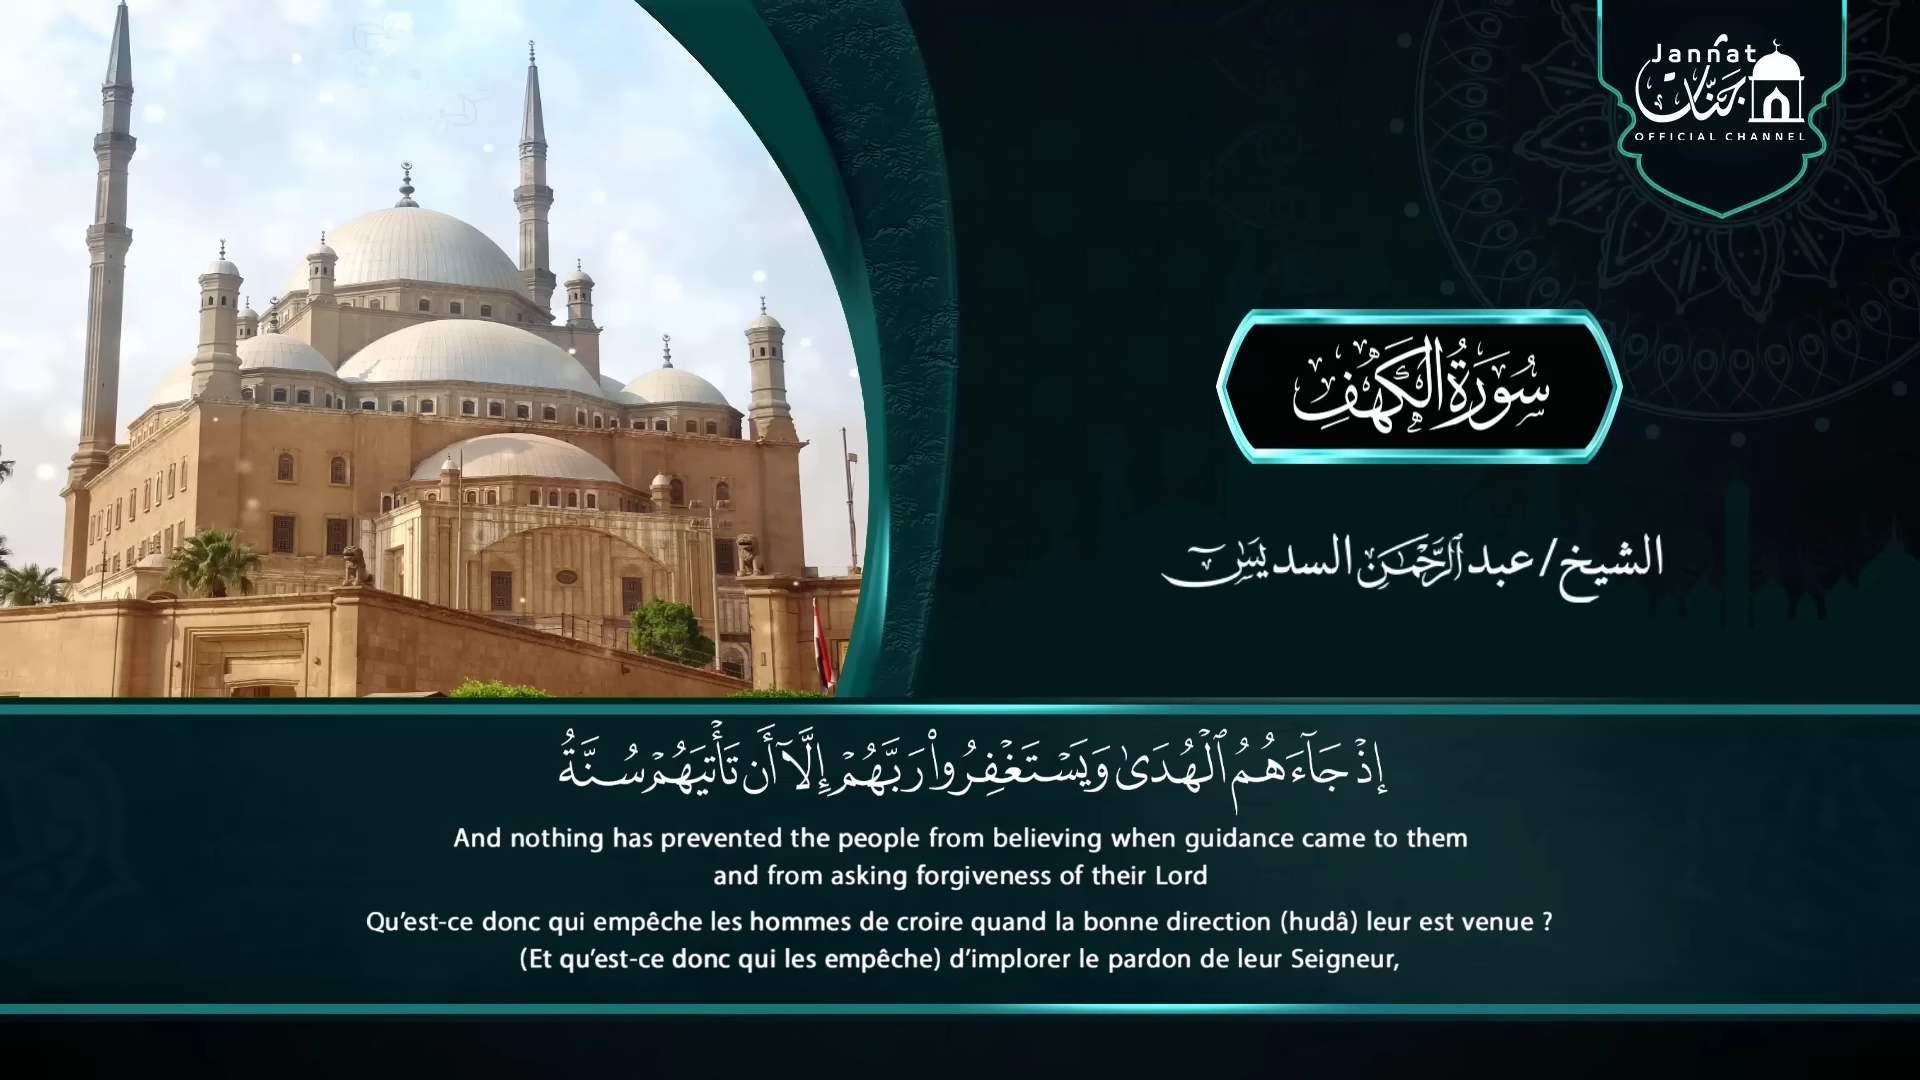 Jannat
جَنَّات
OFFICIAL CHANNEL
سُورَةُ الْكَهْفِ
الشيخ / عبد الرَّحْمَٰن السديس
إِذْ جَآءَهُمُ ٱلْهُدَىٰ وَيَسْتَغْفِرُوا۟ رَبَّهُمْ إِلَّآ أَن تَأْتِيَهُمْ سُنَّةُ
And nothing has prevented the people from believing when guidance came to them
and from asking forgiveness of their Lord
Qu’est-ce donc qui empêche les hommes de croire quand la bonne direction (hudâ) leur est venue ?
(Et qu’est-ce donc qui les empêche) d’implorer le pardon de leur Seigneur,